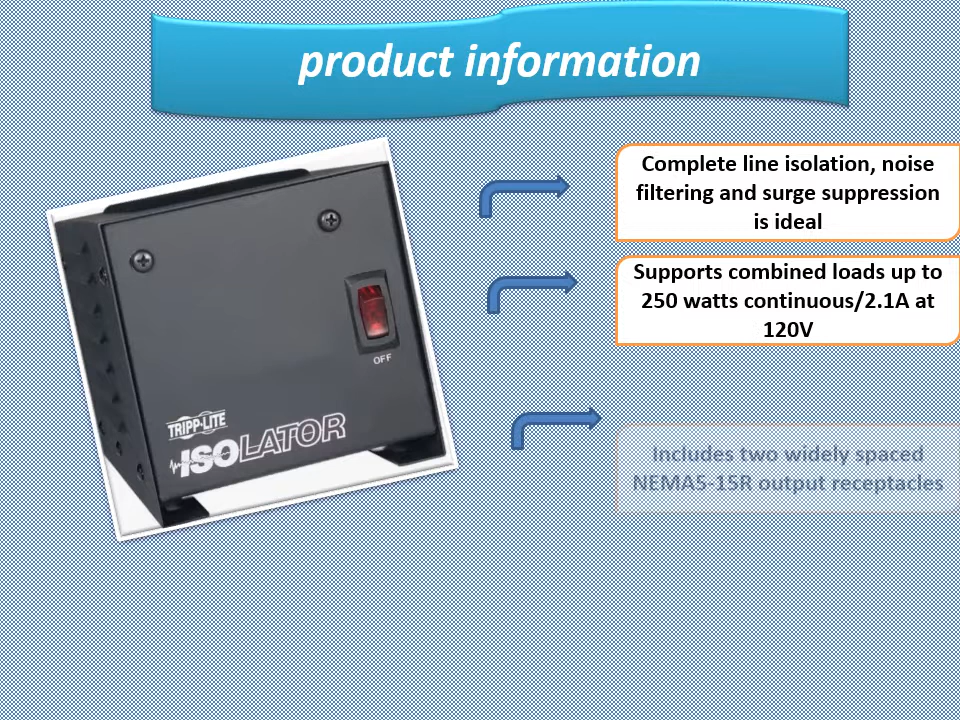 product information
Complete line isolation, noise
filtering and surge suppression
is ideal
Supports combined loads up to
250 watts continuous/2.1A at
120V
Includes two widely spaced
NEMA5-15R output receptacles
OFF
TRIPP·LITE
ISOLATOR